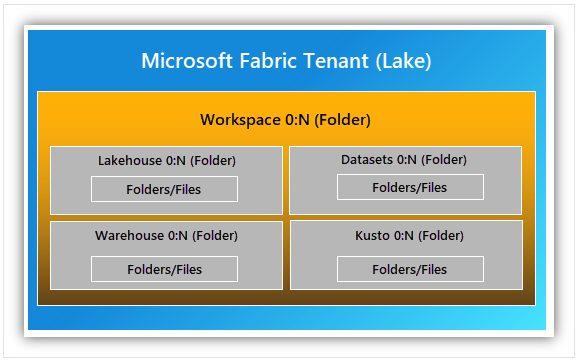 Microsoft Fabric Tenant (Lake)
Workspace 0:N (Folder)
Lakehouse 0:N (Folder)
Folders/Files
Datasets 0:N (Folder)
Folders/Files
Warehouse 0:N (Folder)
Folders/Files
Kusto 0:N (Folder)
Folders/Files